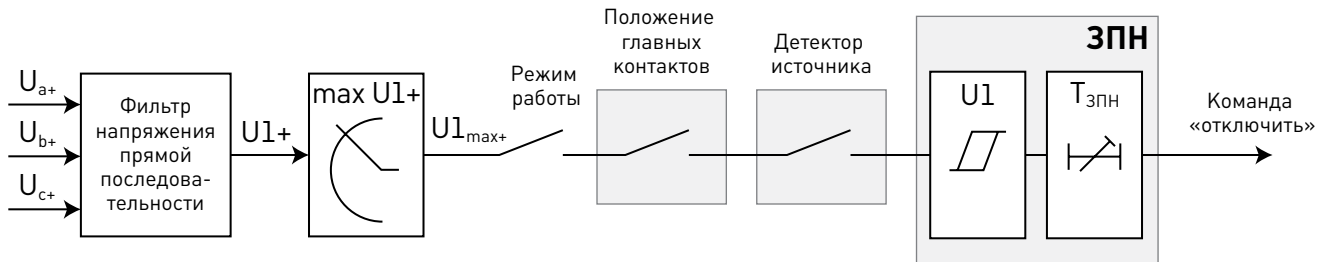 Ua+
Ub+
Uc+
Фильтр
напряжения
прямой
последова-
тельности
U1+
max U1+
U1max+
Режим
работы
Положение
главных
контактов
Детектор
источника
ЗПН
U1
TЗПН
Команда
«отключить»